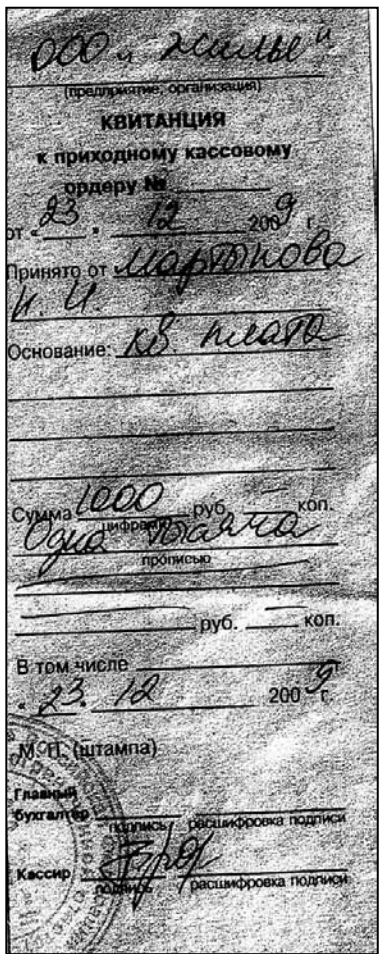 ООО "Жилье"
(предприятие, организация)
КВИТАНЦИЯ
к приходному кассовому
ордеру №
от "23" 12 2009 г.
Принято от Мартынова
И. И.
Основание: кв. плата
Сумма 1000 руб. — коп.
цифрами
Одна тысяча
прописью
руб. коп.
В том числе
"23" 12 2009 г.
М. П. (штампа)
Главный
бухгалтер
подпись расшифровка подписи
Кассир
подпись расшифровка подписи